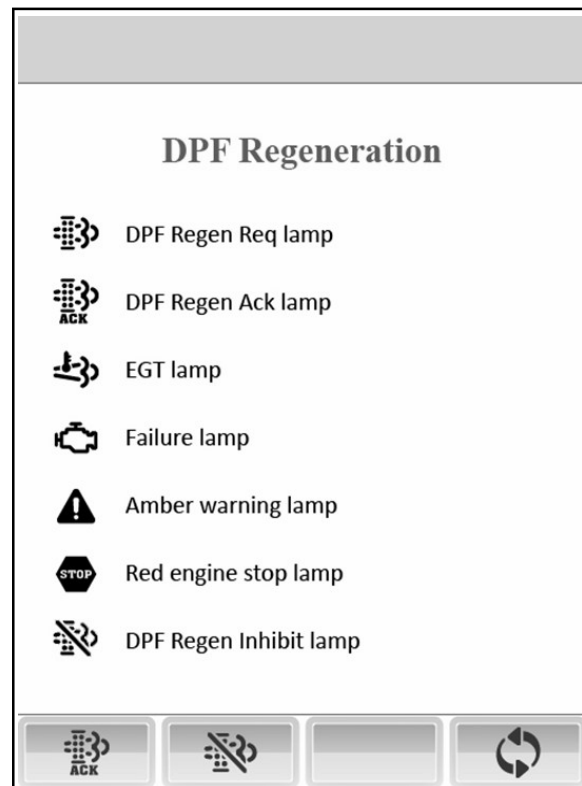 DPF Regeneration
DPF Regen Req lamp
ACK
DPF Regen Ack lamp
EGT lamp
Failure lamp
Amber warning lamp
STOP
Red engine stop lamp
DPF Regen Inhibit lamp
ACK